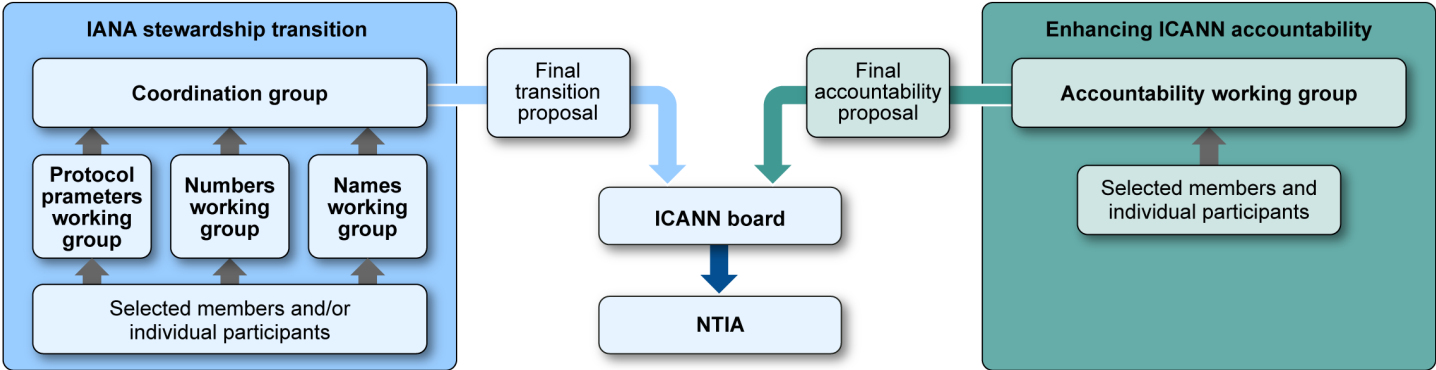 IANA stewardship transition
Coordination group
Protocol
prameters
working
group
Numbers
working
group
Names
working
group
Selected members and/or
individual participants
Final
transition
proposal
Final
accountability
proposal
ICANN board
NTIA
Enhancing ICANN accountability
Accountability working group
Selected members and
individual participants